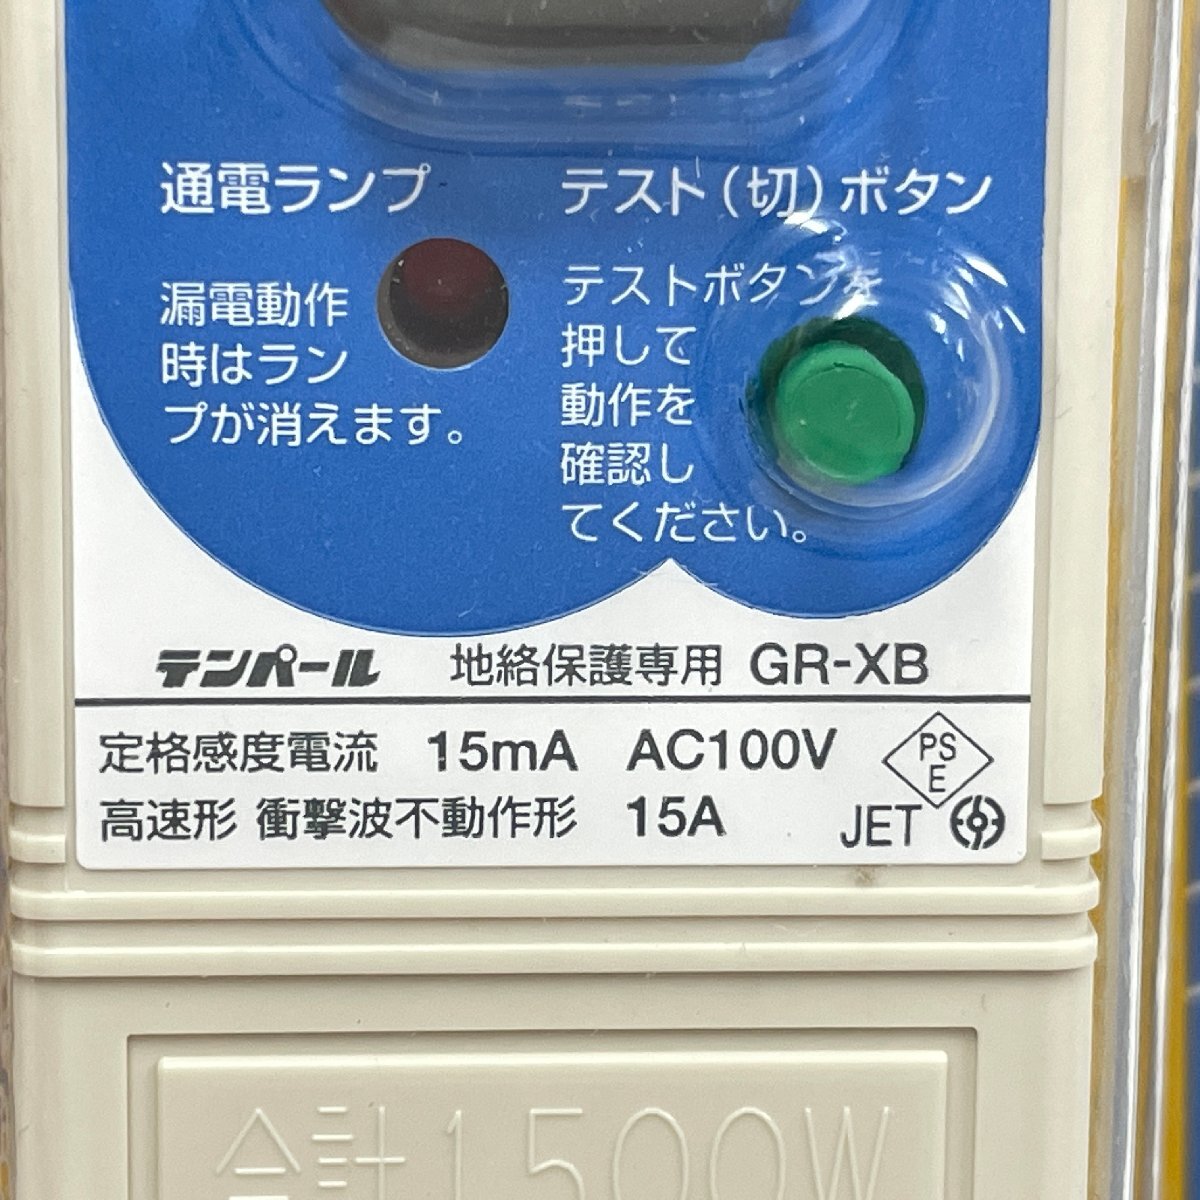 通電ランプ
漏電動作
時はラン
プが消えます。
テスト(切)ボタン
テストボタンを
押して
動作を
確認し
てください。
テンパール 地絡保護専用 GR-XB
定格感度電流 15mA AC100V
高速形 衝撃波不動作形 15A
PS
E
JET
合計1500W